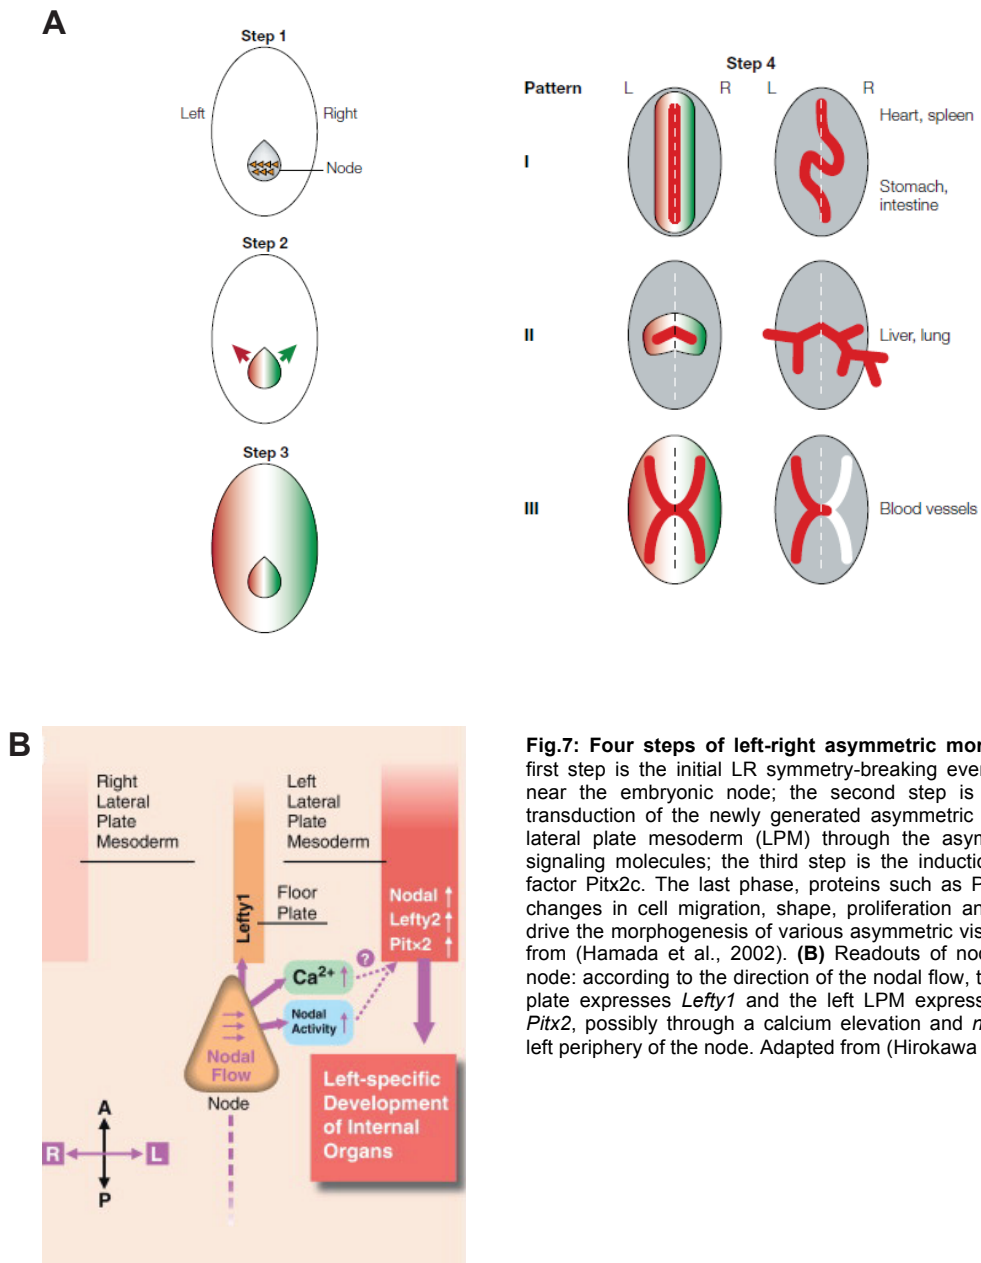 A
Step 1
Left
Right
Node
Step 2
Step 3
Step 4
Pattern
L
R
L
R
I
Heart, spleen
Stomach,
intestine
II
Liver, lung
III
Blood vessels
B
Right
Lateral
Plate
Mesoderm
Left
Lateral
Plate
Mesoderm
Floor
Plate
Lefty1
Nodal ↑
Lefty2 ↑
Pitx2 ↑
?
Ca2+ ↑
Nodal
Activity ↑
Nodal
Flow
Node
Left-specific
Development
of Internal
Organs
A
R
L
P
Fig.7: Four steps of left-right asymmetric mor
first step is the initial LR symmetry-breaking ever
near the embryonic node; the second step is
transduction of the newly generated asymmetric
lateral plate mesoderm (LPM) through the asym
signaling molecules; the third step is the inductio
factor Pitx2c. The last phase, proteins such as P
changes in cell migration, shape, proliferation an
drive the morphogenesis of various asymmetric vis
from (Hamada et al., 2002). (B) Readouts of nod
node: according to the direction of the nodal flow, t
plate expresses Lefty1 and the left LPM express
Pitx2, possibly through a calcium elevation and n
left periphery of the node. Adapted from (Hirokawa